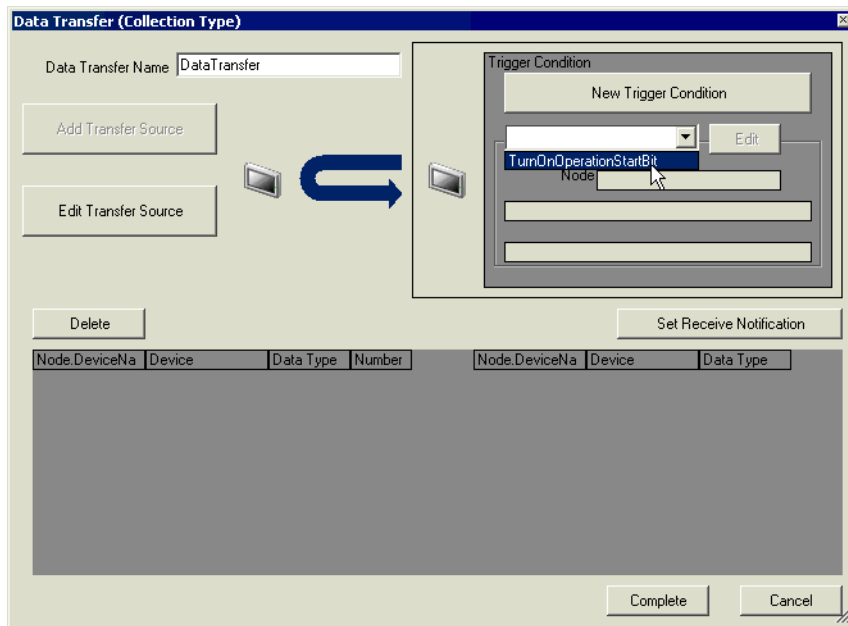 Data Transfer (Collection Type)
Data Transfer Name
DataTransfer
Add Transfer Source
Edit Transfer Source
Trigger Condition
New Trigger Condition
Edit
TurnOnOperationStartBit
Node
Delete
Set Receive Notification
Node.DeviceNa Device Data Type Number Node.DeviceNa Device Data Type
Complete Cancel